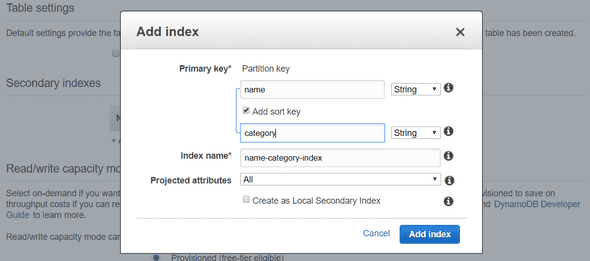 Table settings
Default settings provide the fa
table has been created.
Secondary indexes
+
Read/write capacity mod
Select on-demand if you want
visioned to save on
throughput costs if you can re
nd DynamoDB Developer
Guide to learn more.
Read/write capacity mode car
Provisioned (free-tier eligible)
Add index
Primary key* Partition key
name String
Add sort key
category String
Index name* name-category-index
Projected attributes All
Create as Local Secondary Index
Cancel Add index